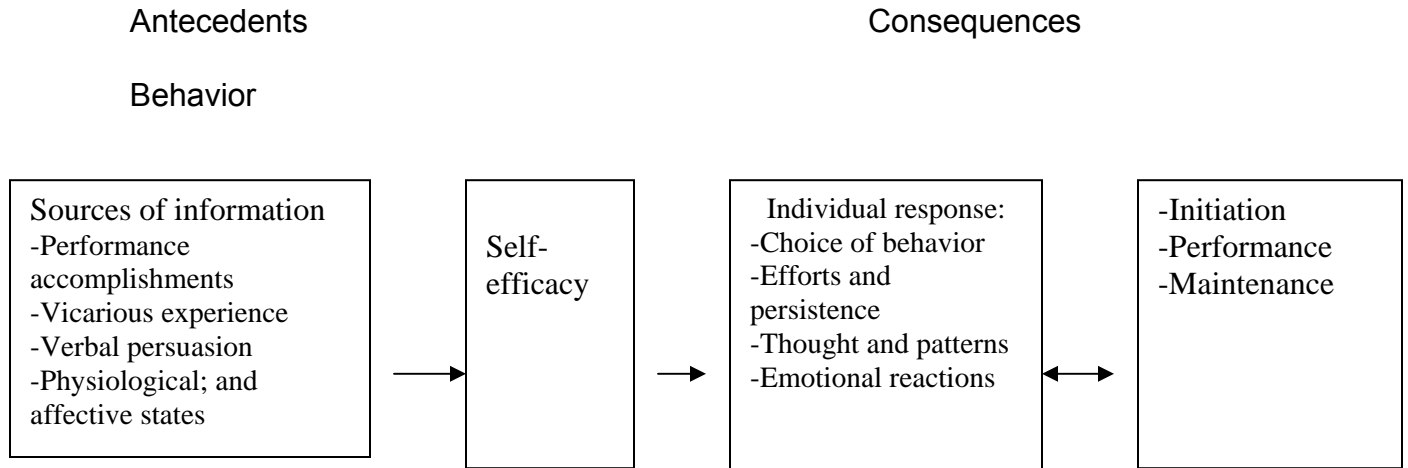 Antecedents
Consequences
Behavior
Sources of information
-Performance
accomplishments
-Vicarious experience
-Verbal persuasion
-Physiological; and
affective states
Self-
efficacy
Individual response:
-Choice of behavior
-Efforts and
persistence
-Thought and patterns
-Emotional reactions
-Initiation
-Performance
-Maintenance